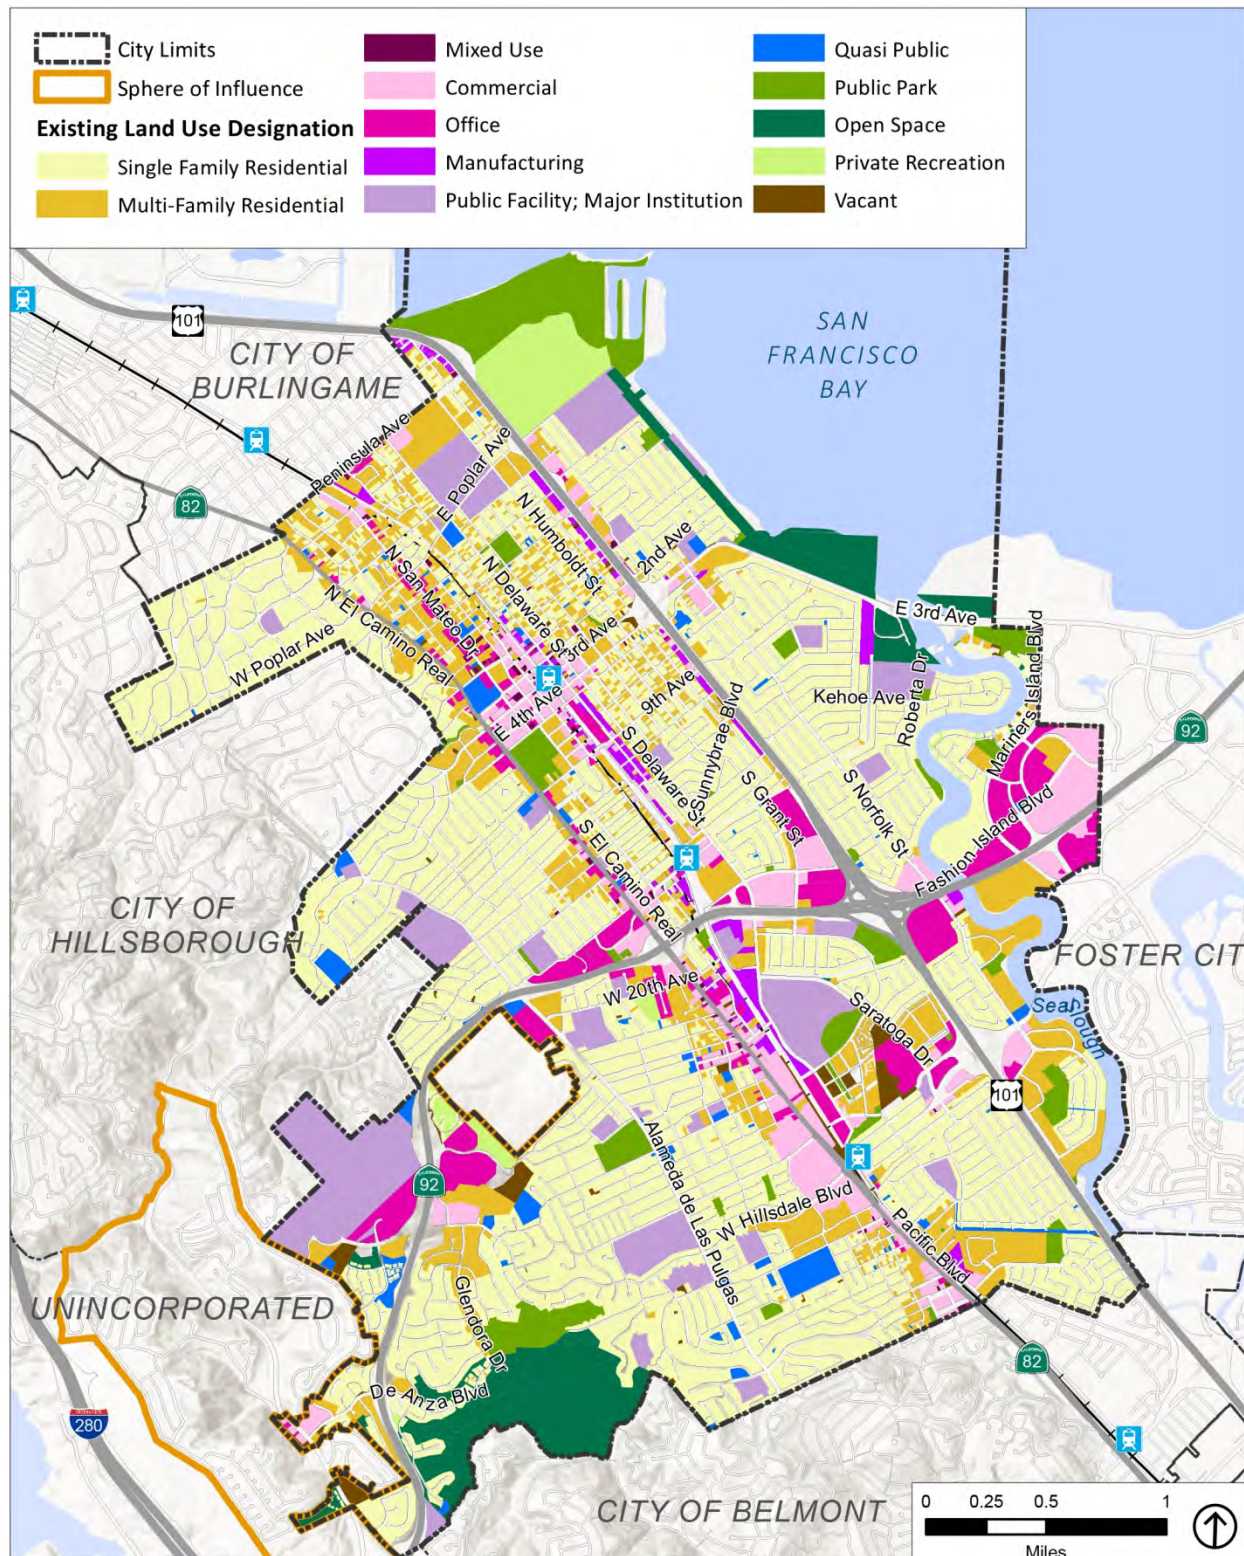 City Limits
Sphere of Influence
Existing Land Use Designation
Single Family Residential
Multi-Family Residential
Mixed Use
Commercial
Office
Manufacturing
Public Facility; Major Institution
Quasi Public
Public Park
Open Space
Private Recreation
Vacant
SAN
FRANCISCO
BAY
101
CITY OF
BURLINGAME
CALIFORNIA
82
Peninsula Ave
E Poplar Ave
N Humboldt St
2nd Ave
N San Mateo Dr
N Delaware St
N El Camino Real
W Poplar Ave
3rd Ave
E 4th Ave
9th Ave
E 3rd Ave
Kehoe Ave
Roberta Dr
Mariners Island Blvd
CALIFORNIA
92
S Delaware St
Sunnybrae Blvd
S Grant St
S Norfolk St
Fashion Island Blvd
S El Camino Real
CITY OF
HILLSBOROUGH
FOSTER CIT
W 20th Ave
Saratoga Dr
Seal Slough
101
CALIFORNIA
92
Alameda de Las Pulgas
W Hillsdale Blvd
Pacific Blvd
UNINCORPORATED
Glendora Dr
De Anza Blvd
CALIFORNIA
82
INTERSTATE
280
CITY OF BELMONT
0 0.25 0.5 1
Miles